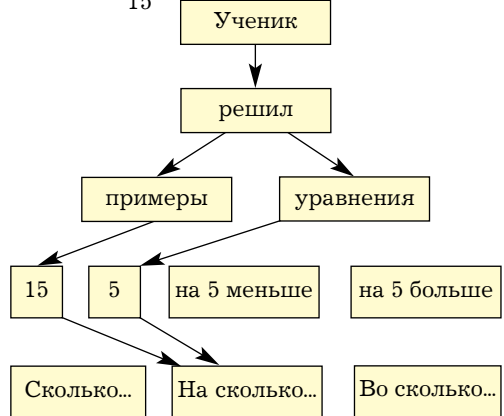 15
Ученик
решил
примеры уравнения
15 5 на 5 меньше на 5 больше
Сколько... На сколько... Во сколько...